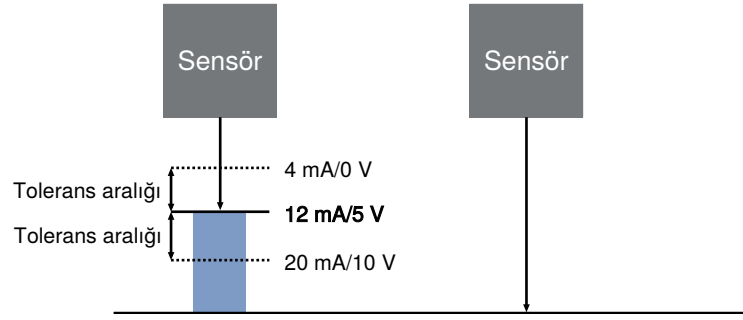 Sensör
Sensör
4 mA/0 V
Tolerans aralığı
12 mA/5 V
Tolerans aralığı
20 mA/10 V